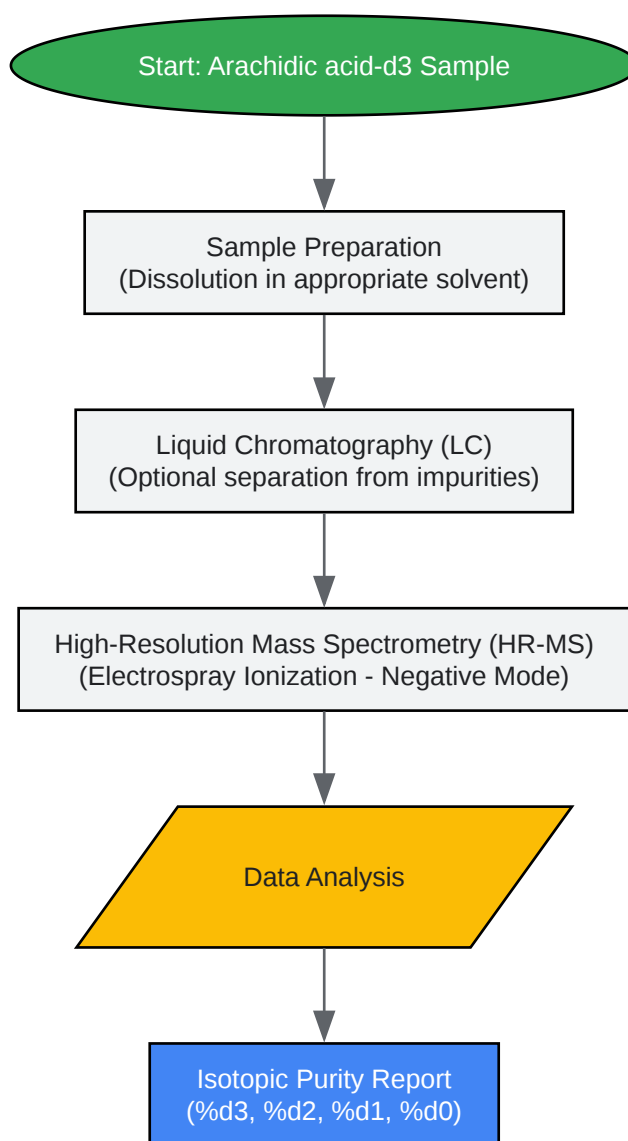 Start: Arachidic acid-d3 Sample
Sample Preparation
(Dissolution in appropriate solvent)
Liquid Chromatography (LC)
(Optional separation from impurities)
High-Resolution Mass Spectrometry (HR-MS)
(Electrospray Ionization - Negative Mode)
Data Analysis
Isotopic Purity Report
(%d3, %d2, %d1, %d0)